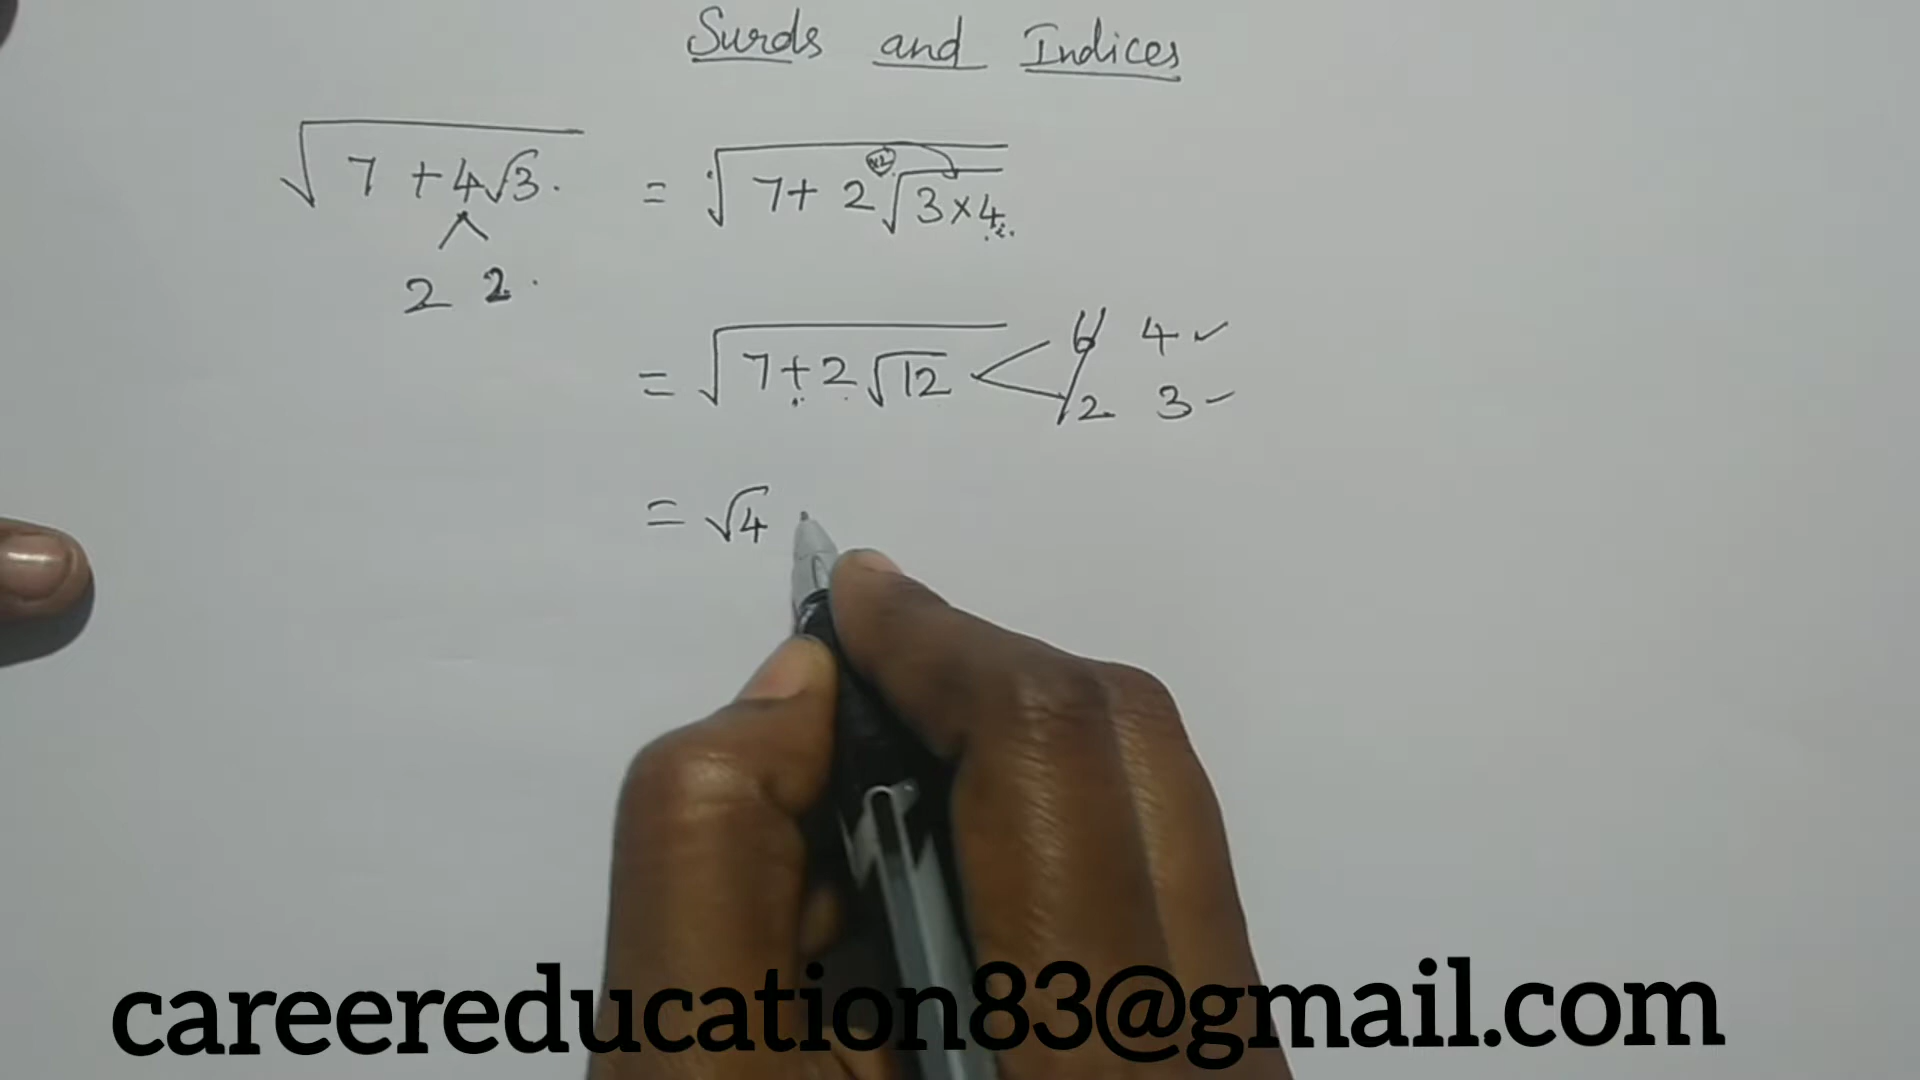 Surds and Indices
√(7 + 4√3) = √(7 + 2√(3×4))
2 2
= √(7+2√12) < 6 4 ✓
2 3 ✓
= √4
careereducation83@gmail.com